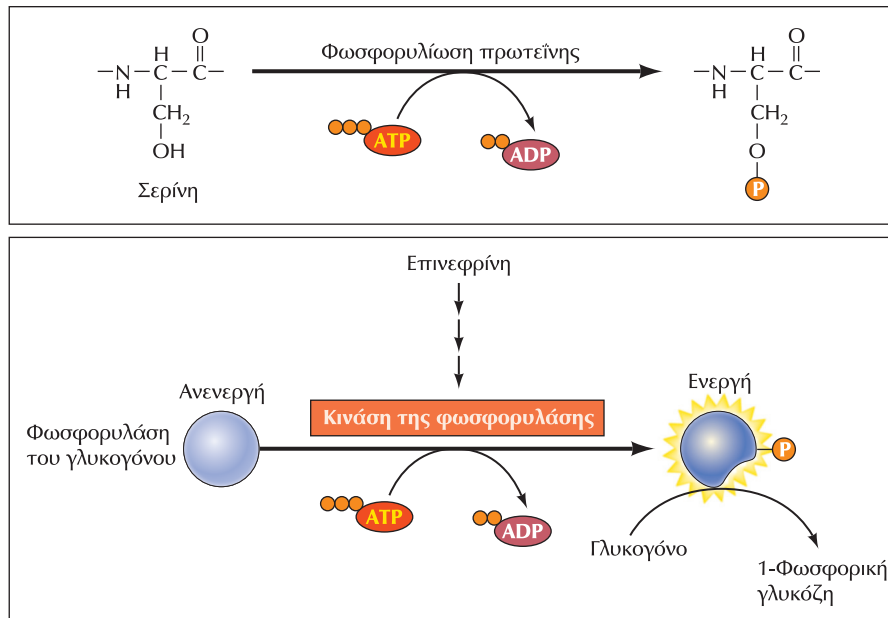 Φωσφορυλίωση πρωτεΐνης
H O
–N–C–C–
H
CH₂
OH
Σερίνη
ATP
ADP
H O
–N–C–C–
H
CH₂
O
P
Επινεφρίνη
Ανενεργή
Ενεργή
Κινάση της φωσφορυλάσης
Φωσφορυλάση
του γλυκογόνου
P
ATP
ADP
Γλυκογόνο
1-Φωσφορική
γλυκόζη